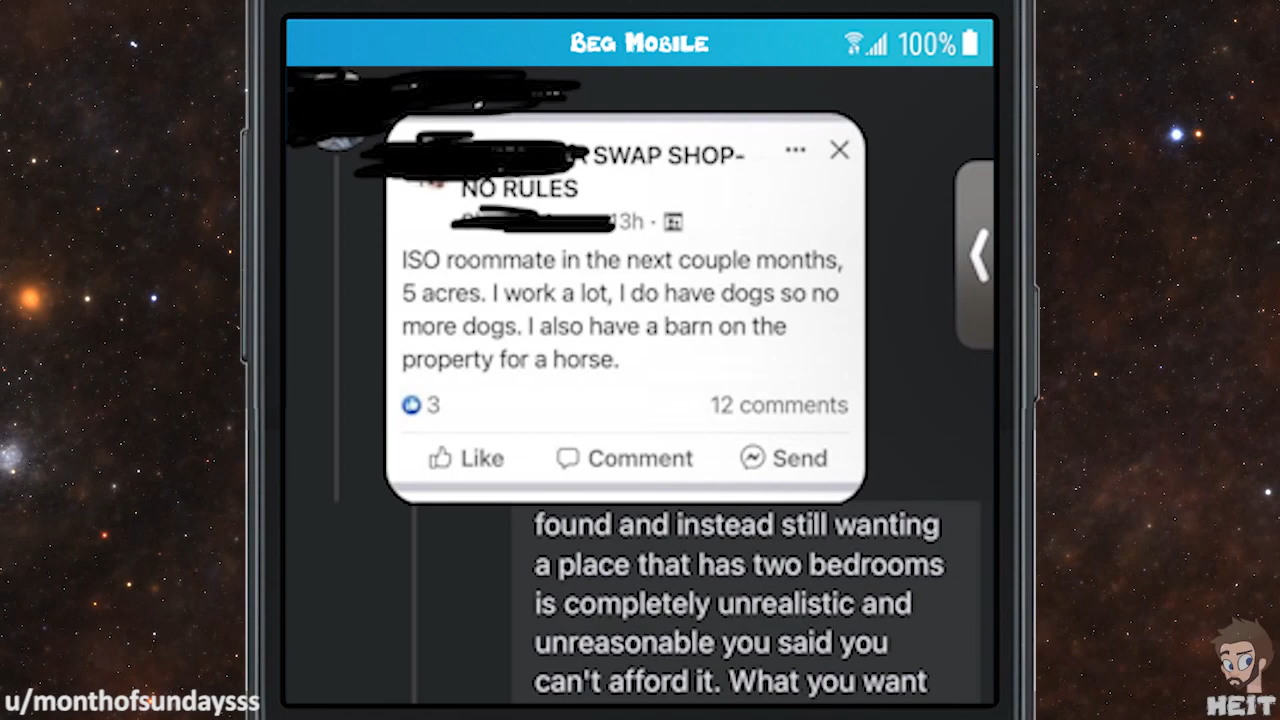 BEG MOBILE
100%
SWAP SHOP-
NO RULES
13h ·
ISO roommate in the next couple months,
5 acres. I work a lot, I do have dogs so no
more dogs. I also have a barn on the
property for a horse.
3
12 comments
Like
Comment
Send
found and instead still wanting
a place that has two bedrooms
is completely unrealistic and
unreasonable you said you
can't afford it. What you want
u/monthofsundaysss
HEIT